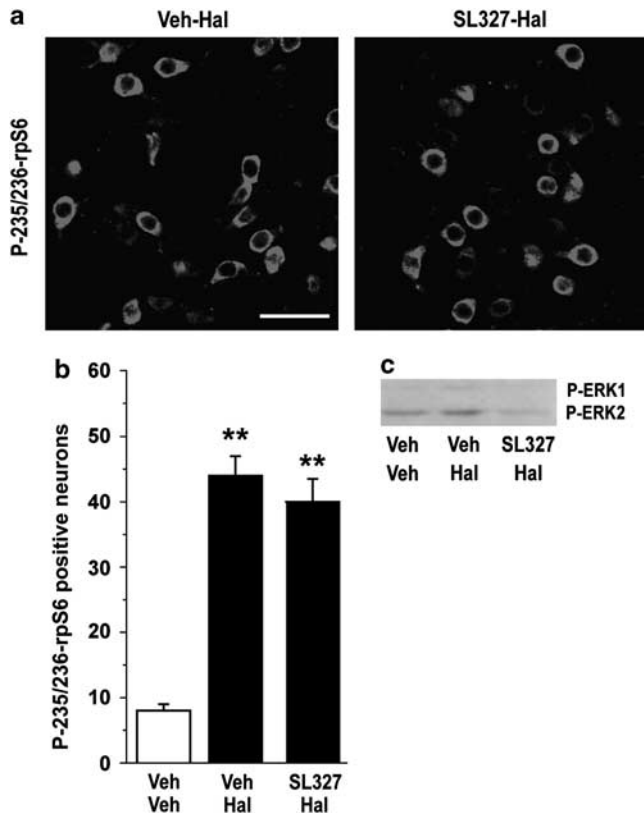 a
Veh-Hal
SL327-Hal
P-235/236-rpS6
b
P-235/236-rpS6 positive neurons
60
50
40
30
20
10
0
**
**
Veh Veh SL327
Veh Hal Hal
c
P-ERK1
P-ERK2
Veh Veh SL327
Veh Hal Hal